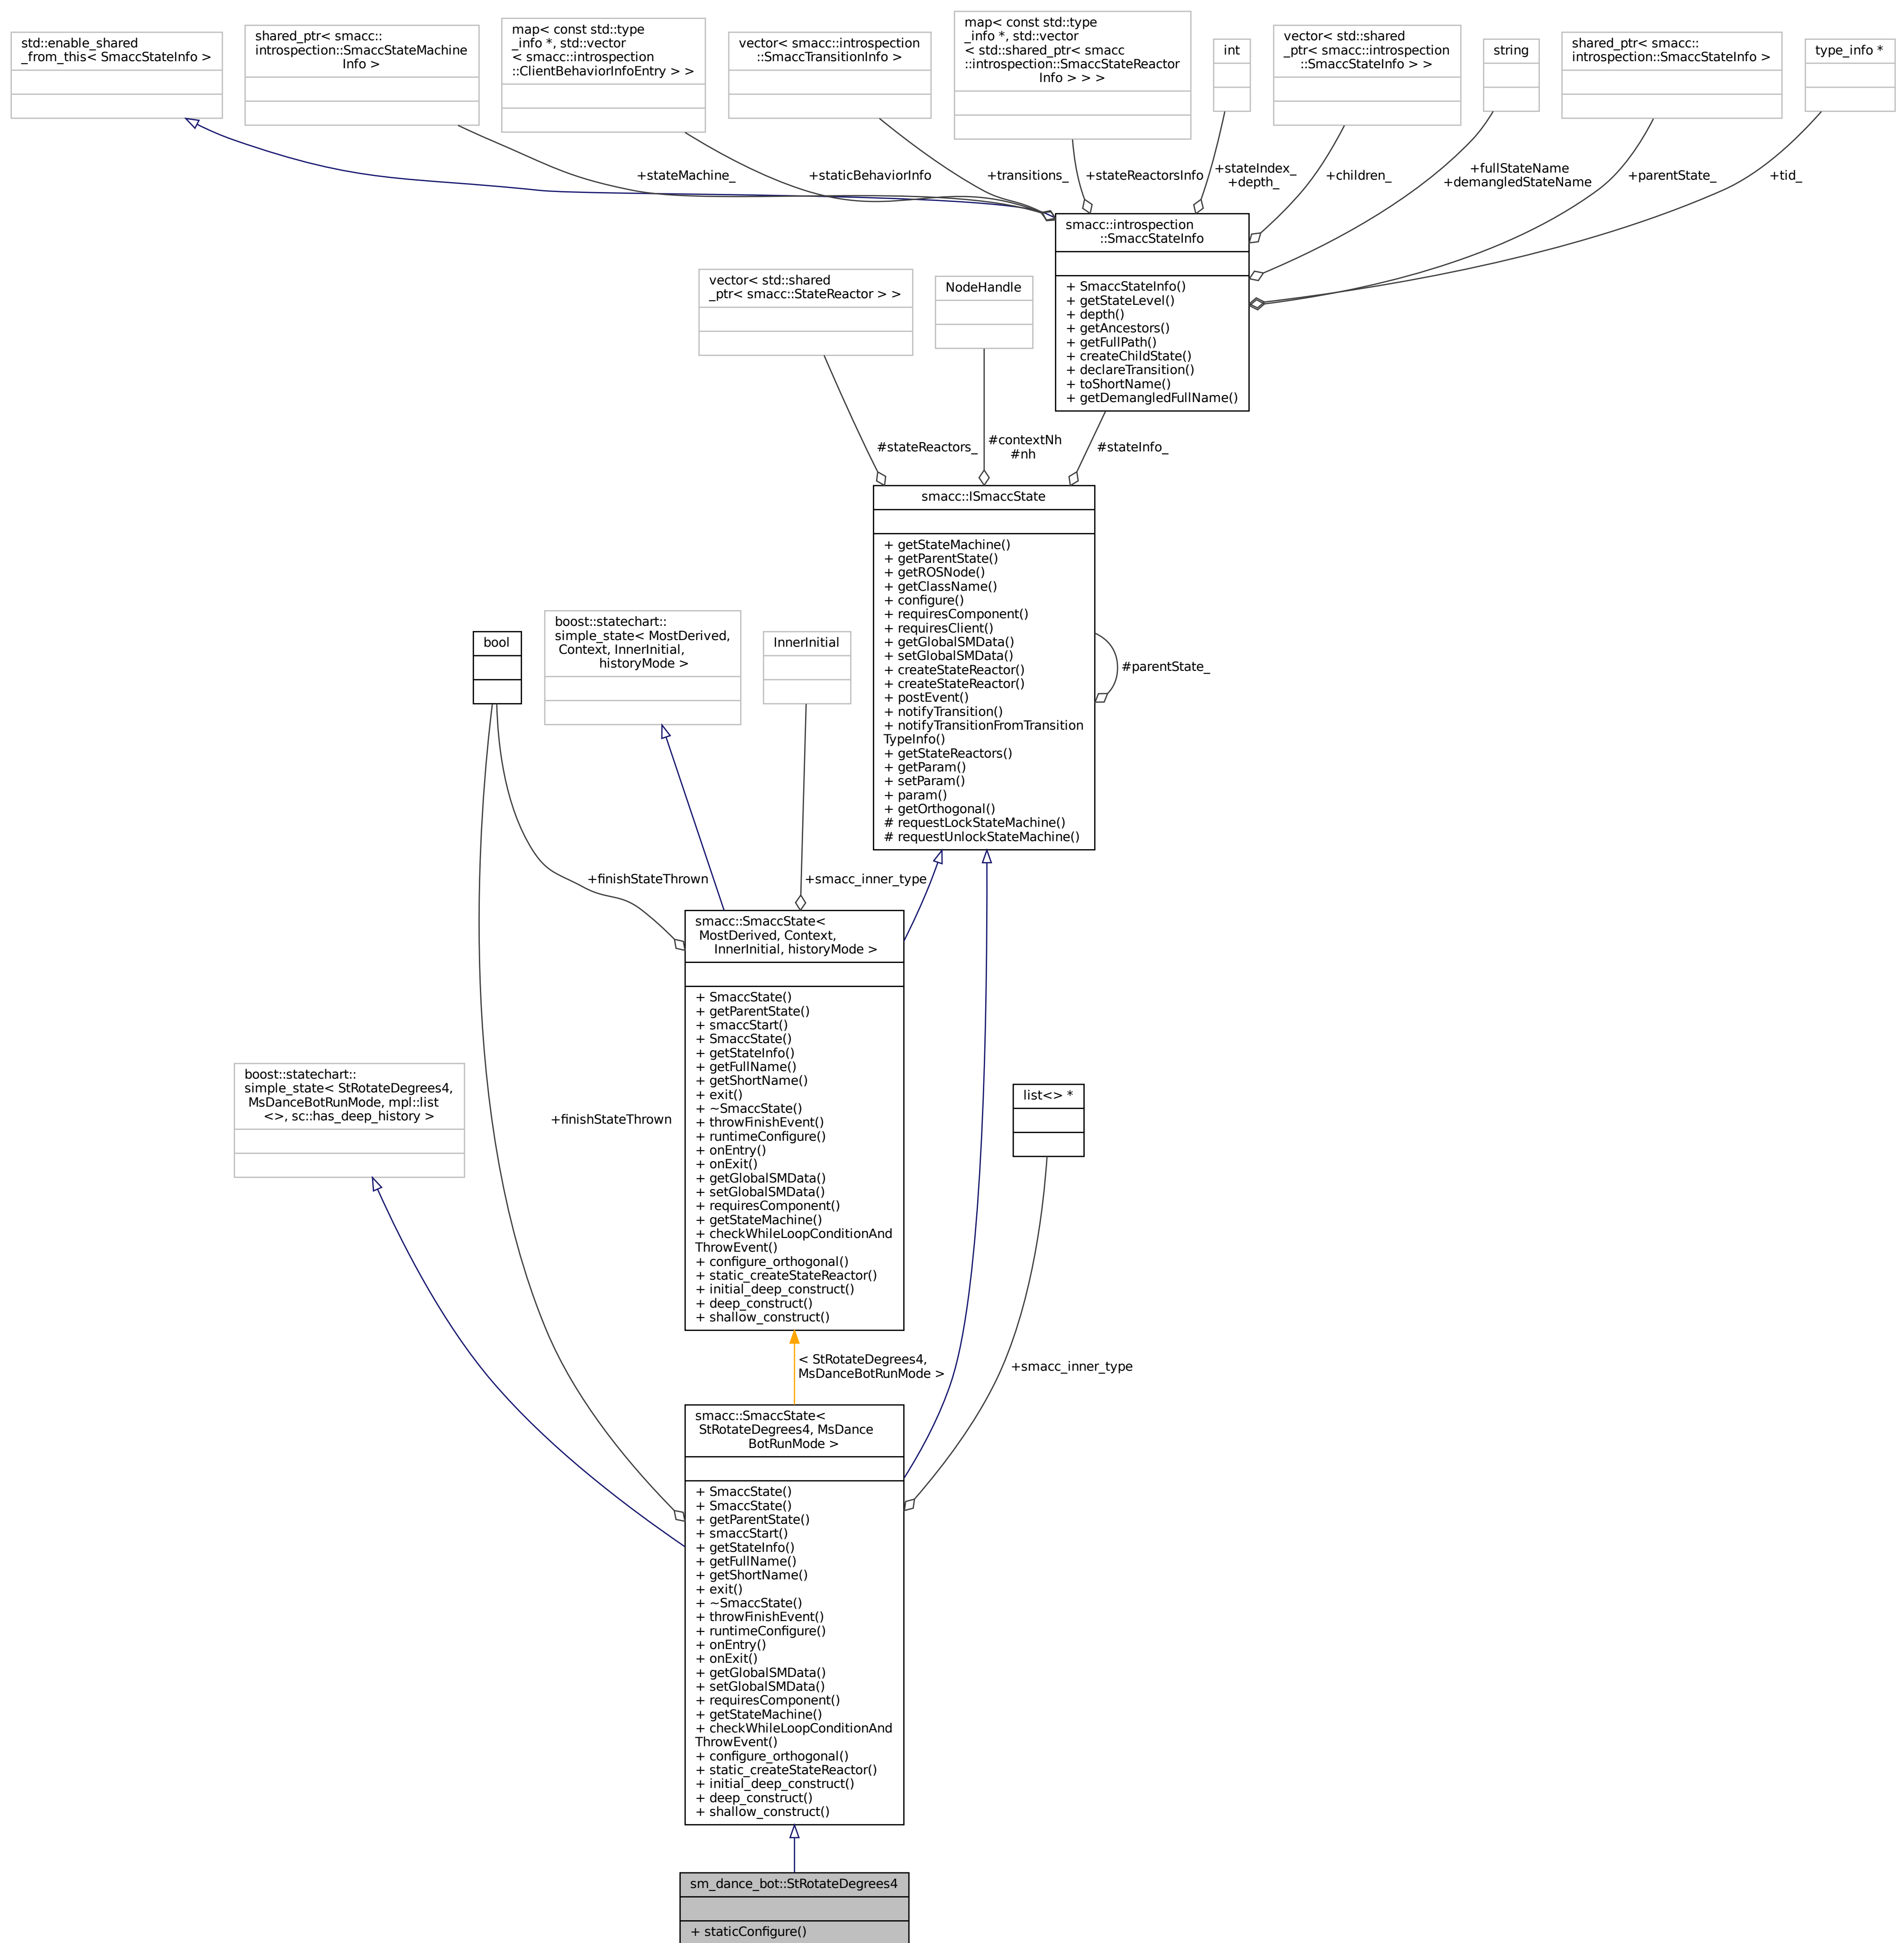 std::enable_shared
_from_this< SmaccStateInfo >
shared_ptr< smacc::
introspection::SmaccStateMachine
Info >
map< const std::type
_info *, std::vector
< smacc::introspection
::ClientBehaviorInfoEntry > >
vector< smacc::introspection
::SmaccTransitionInfo >
map< const std::type
_info *, std::vector
< std::shared_ptr< smacc
::introspection::SmaccStateReactor
Info > > >
int
vector< std::shared
_ptr< smacc::introspection
::SmaccStateInfo > >
string
shared_ptr< smacc::
introspection::SmaccStateInfo >
type_info *
+stateMachine_
+staticBehaviorInfo
+transitions_
+stateReactorsInfo
+stateIndex_
+depth_
+children_
+fullStateName
+demangledStateName
+parentState_
+tid_
smacc::introspection
::SmaccStateInfo
+ SmaccStateInfo()
+ getStateLevel()
+ depth()
+ getAncestors()
+ getFullPath()
+ createChildState()
+ declareTransition()
+ toShortName()
+ getDemangledFullName()
vector< std::shared
_ptr< smacc::StateReactor > >
NodeHandle
#stateReactors_
#contextNh
#nh
#stateInfo_
smacc::ISmaccState
+ getStateMachine()
+ getParentState()
+ getROSNode()
+ getClassName()
+ configure()
+ requiresComponent()
+ requiresClient()
+ getGlobalSMData()
+ setGlobalSMData()
+ createStateReactor()
+ createStateReactor()
+ postEvent()
+ notifyTransition()
+ notifyTransitionFromTransition
TypeInfo()
+ getStateReactors()
+ getParam()
+ setParam()
+ param()
+ getOrthogonal()
# requestLockStateMachine()
# requestUnlockStateMachine()
#parentState_
bool
boost::statechart::
simple_state< MostDerived,
Context, InnerInitial,
historyMode >
InnerInitial
+finishStateThrown
+smacc_inner_type
smacc::SmaccState<
MostDerived, Context,
InnerInitial, historyMode >
+ SmaccState()
+ getParentState()
+ smaccStart()
+ SmaccState()
+ getStateInfo()
+ getFullName()
+ getShortName()
+ exit()
+ ~SmaccState()
+ throwFinishEvent()
+ runtimeConfigure()
+ onEntry()
+ onExit()
+ getGlobalSMData()
+ setGlobalSMData()
+ requiresComponent()
+ getStateMachine()
+ checkWhileLoopConditionAnd
ThrowEvent()
+ configure_orthogonal()
+ static_createStateReactor()
+ initial_deep_construct()
+ deep_construct()
+ shallow_construct()
boost::statechart::
simple_state< StRotateDegrees4,
MsDanceBotRunMode, mpl::list
<>, sc::has_deep_history >
+finishStateThrown
list<> *
< StRotateDegrees4,
MsDanceBotRunMode >
+smacc_inner_type
smacc::SmaccState<
StRotateDegrees4, MsDance
BotRunMode >
+ SmaccState()
+ SmaccState()
+ getParentState()
+ smaccStart()
+ getStateInfo()
+ getFullName()
+ getShortName()
+ exit()
+ ~SmaccState()
+ throwFinishEvent()
+ runtimeConfigure()
+ onEntry()
+ onExit()
+ getGlobalSMData()
+ setGlobalSMData()
+ requiresComponent()
+ getStateMachine()
+ checkWhileLoopConditionAnd
ThrowEvent()
+ configure_orthogonal()
+ static_createStateReactor()
+ initial_deep_construct()
+ deep_construct()
+ shallow_construct()
sm_dance_bot::StRotateDegrees4
+ staticConfigure()